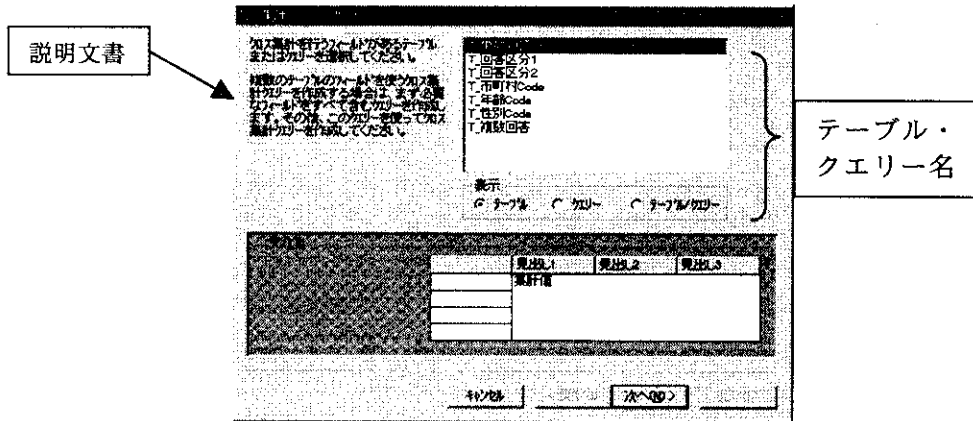 説明文書
クロス集計を行うフィールドがあるテーブル
またはクエリーを選択してください。
複数のテーブルのフィールドを使うクロス集
計クエリーを作成する場合は、まず必要
なフィールドをすべて含むクエリーを作成し
ます。その後、このクエリーを使ってクロス
集計クエリーを作成してください。
T_回答区分1
T_回答区分2
T_市町村Code
T_年齢Code
T_性別Code
T_複数回答
表示
テーブル クエリー テーブル/クエリー
テーブル・
クエリー名
見出し1 見出し2 見出し3
集計値
キャンセル 次へ(N) >